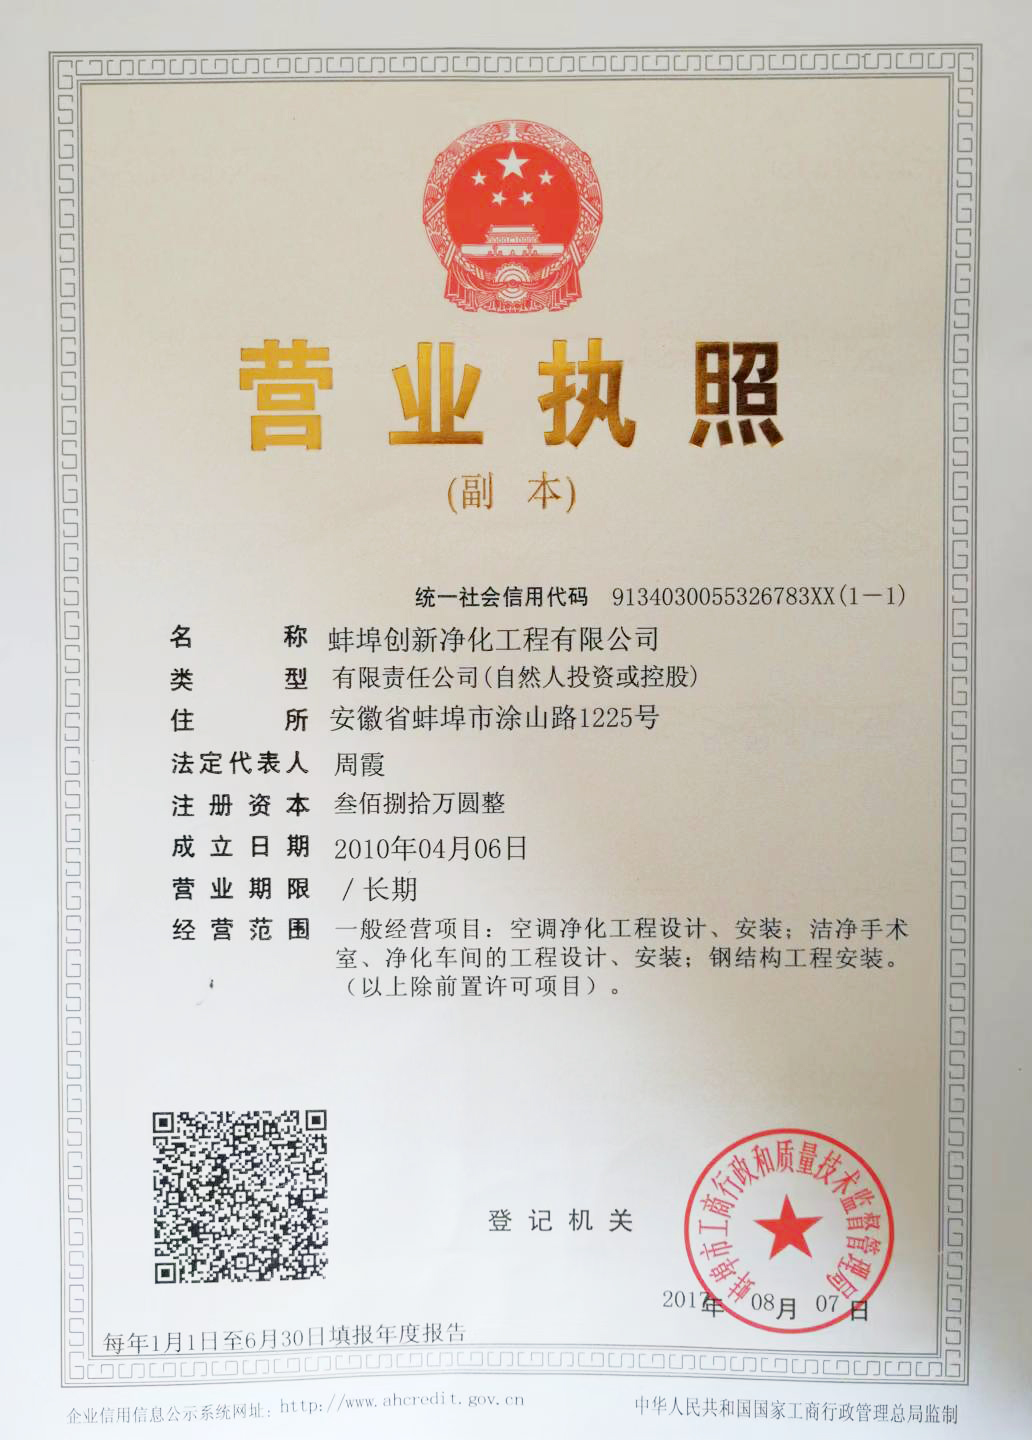 营业执照
(副 本)
统一社会信用代码 9134030055326783XX(1－1)
名 称 蚌埠创新净化工程有限公司
类 型 有限责任公司(自然人投资或控股)
住 所 安徽省蚌埠市涂山路1225号
法定代表人 周霞
注册资本 叁佰捌拾万圆整
成立日期 2010年04月06日
营业期限 / 长期
经营范围 一般经营项目：空调净化工程设计、安装；洁净手术
室、净化车间的工程设计、安装；钢结构工程安装。
（以上除前置许可项目）。
蚌埠市工商行政和质量技术监督管理局
登记机关
2017年 08月 07日
每年1月1日至6月30日填报年度报告
企业信用信息公示系统网址：http://www.ahcredit.gov.cn
中华人民共和国国家工商行政管理总局监制